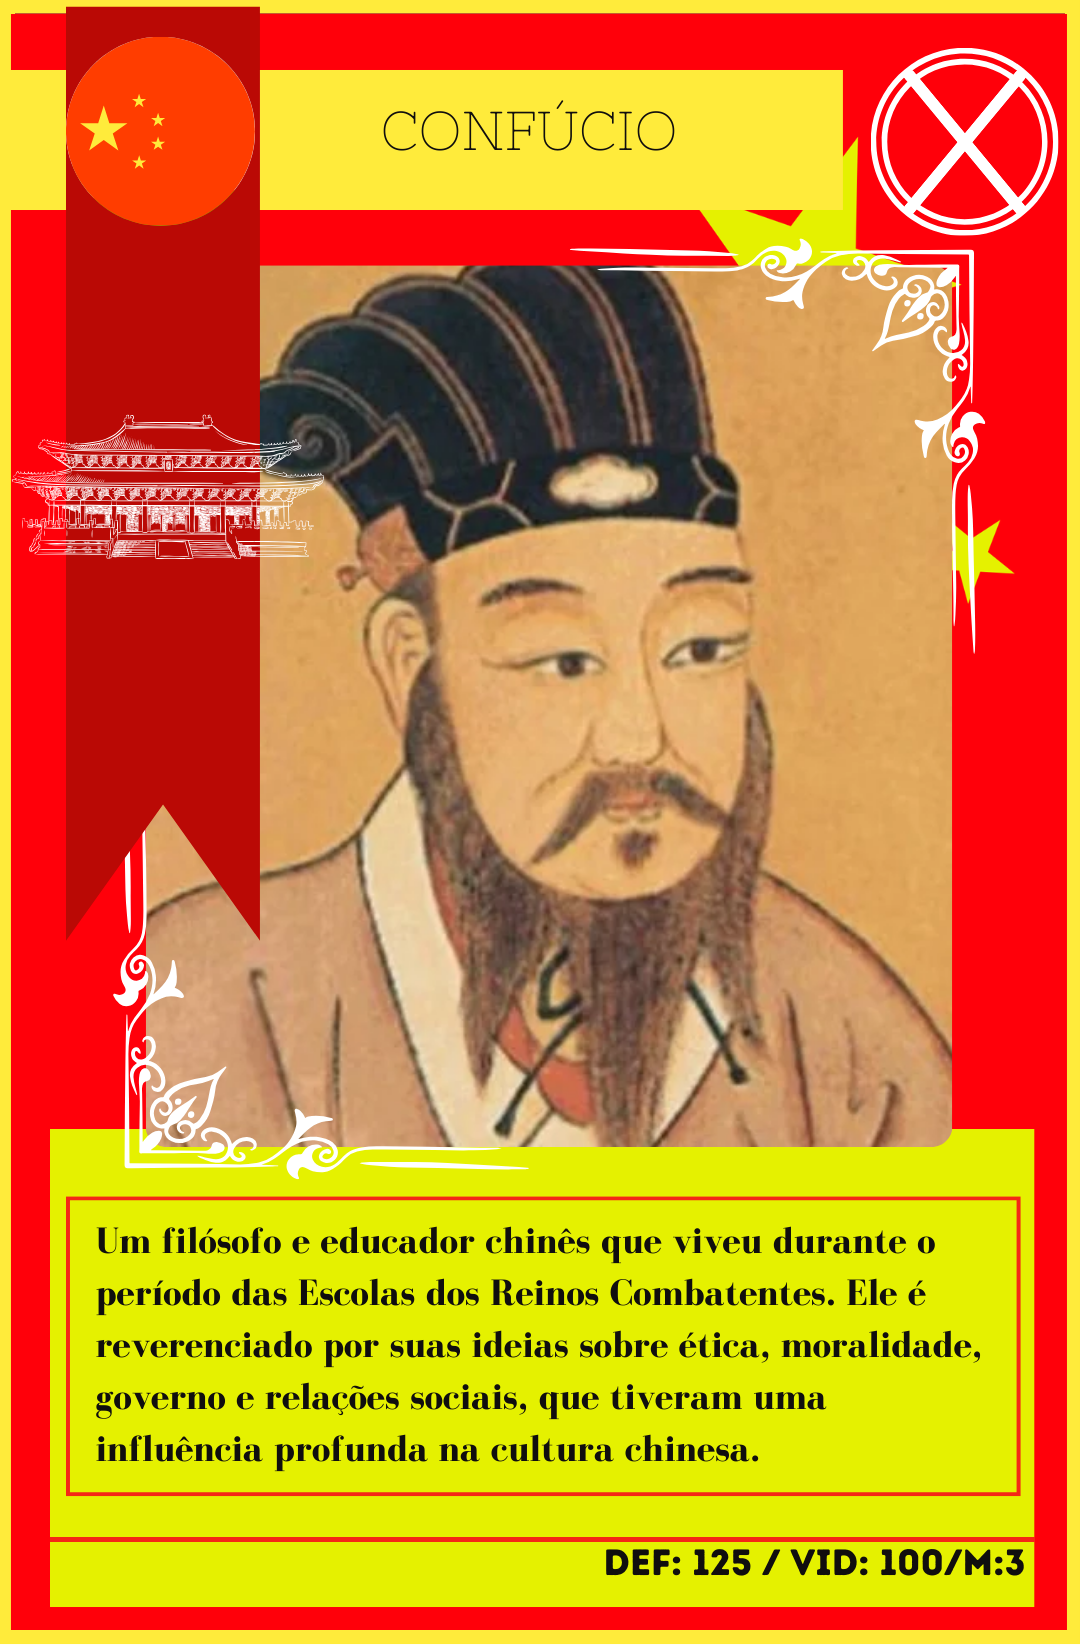 CONFÚCIO
Um filósofo e educador chinês que viveu durante o
período das Escolas dos Reinos Combatentes. Ele é
reverenciado por suas ideias sobre ética, moralidade,
governo e relações sociais, que tiveram uma
influência profunda na cultura chinesa.
DEF: 125 / VID: 100/M:3